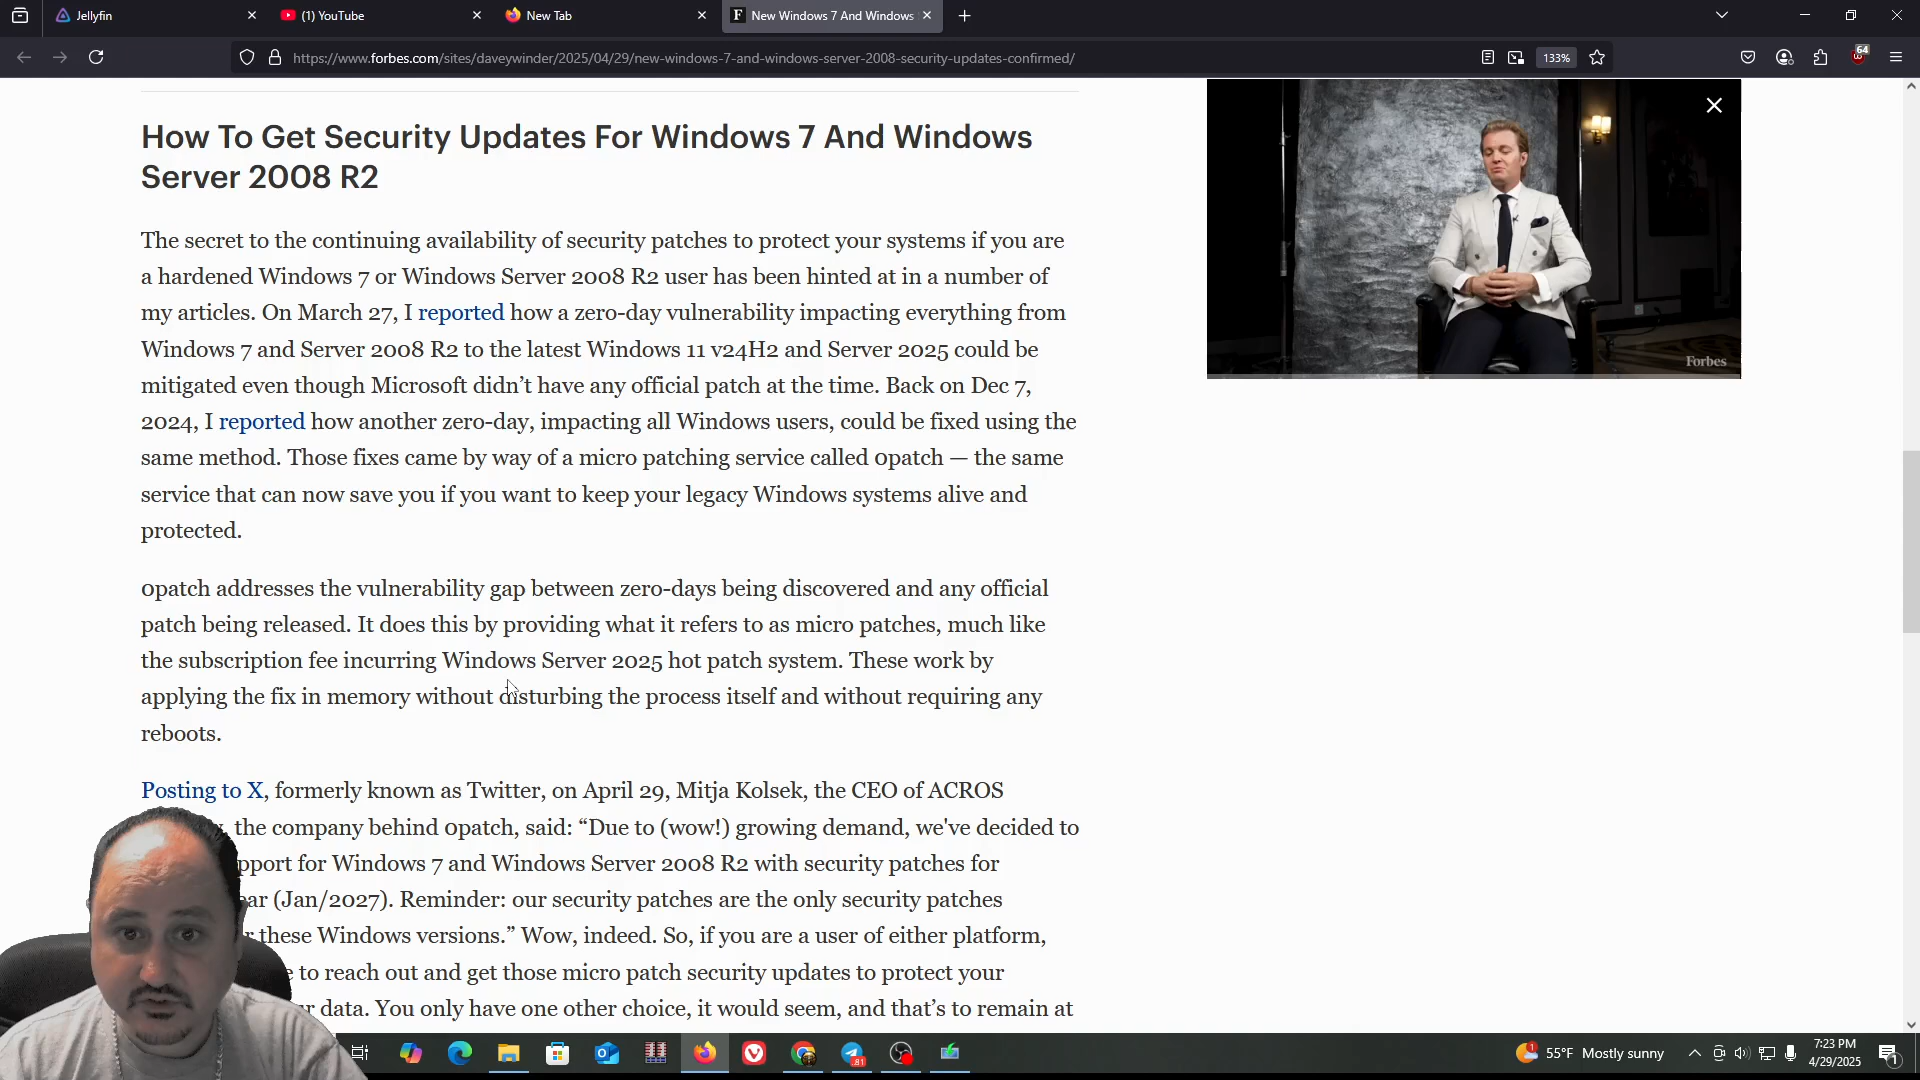 Jellyfin
(1) YouTube
New Tab
New Windows 7 And Windows
https://www.forbes.com/sites/daveywinder/2025/04/29/new-windows-7-and-windows-server-2008-security-updates-confirmed/
133%
64
How To Get Security Updates For Windows 7 And Windows
Server 2008 R2
The secret to the continuing availability of security patches to protect your systems if you are
a hardened Windows 7 or Windows Server 2008 R2 user has been hinted at in a number of
my articles. On March 27, I reported how a zero-day vulnerability impacting everything from
Windows 7 and Server 2008 R2 to the latest Windows 11 v24H2 and Server 2025 could be
mitigated even though Microsoft didn’t have any official patch at the time. Back on Dec 7,
2024, I reported how another zero-day, impacting all Windows users, could be fixed using the
same method. Those fixes came by way of a micro patching service called 0patch — the same
service that can now save you if you want to keep your legacy Windows systems alive and
protected.
0patch addresses the vulnerability gap between zero-days being discovered and any official
patch being released. It does this by providing what it refers to as micro patches, much like
the subscription fee incurring Windows Server 2025 hot patch system. These work by
applying the fix in memory without disturbing the process itself and without requiring any
reboots.
Posting to X, formerly known as Twitter, on April 29, Mitja Kolsek, the CEO of ACROS
, the company behind 0patch, said: “Due to (wow!) growing demand, we've decided to
pport for Windows 7 and Windows Server 2008 R2 with security patches for
ear (Jan/2027). Reminder: our security patches are the only security patches
r these Windows versions.” Wow, indeed. So, if you are a user of either platform,
e to reach out and get those micro patch security updates to protect your
r data. You only have one other choice, it would seem, and that’s to remain at
Forbes
81
1
55°F Mostly sunny
7:23 PM
4/29/2025
1